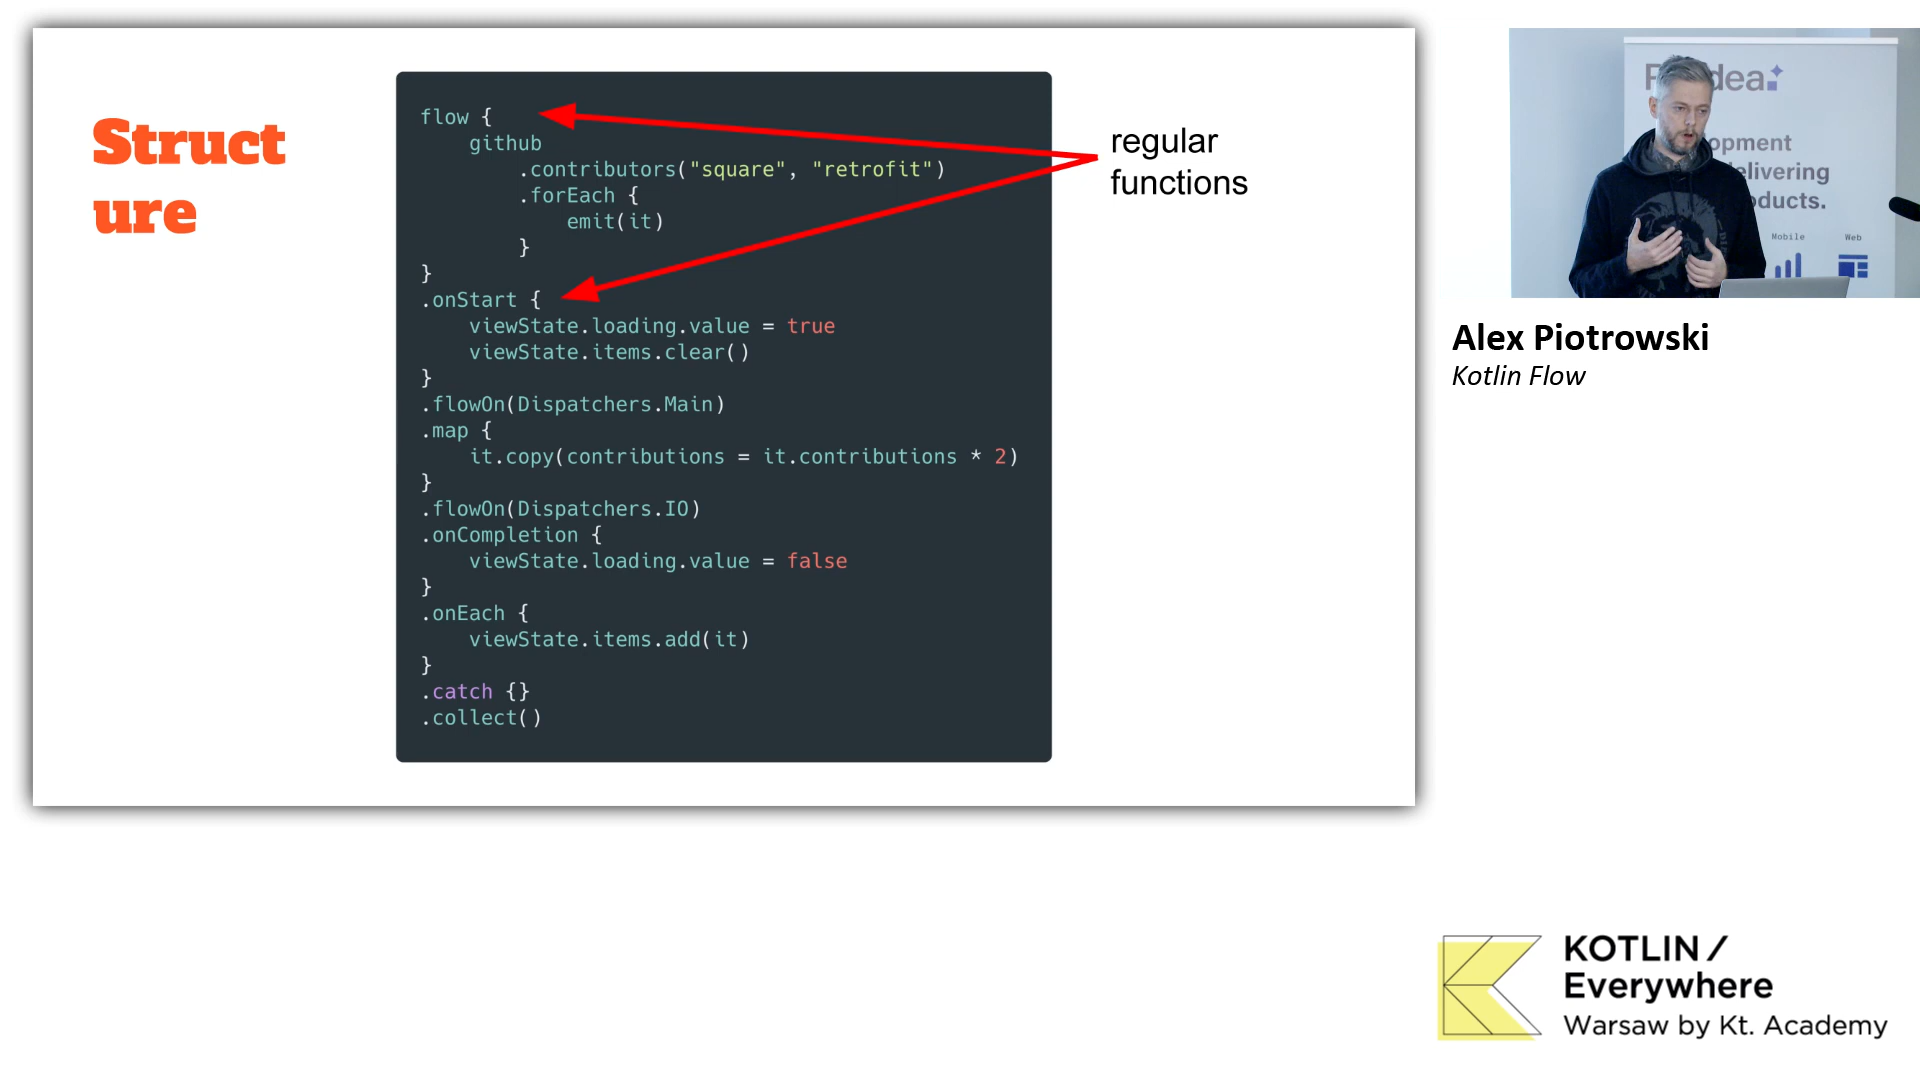 Struct
ure
flow {
github
.contributors("square", "retrofit")
.forEach {
emit(it)
}
}
.onStart {
viewState.loading.value = true
viewState.items.clear()
}
.flowOn(Dispatchers.Main)
.map {
it.copy(contributions = it.contributions * 2)
}
.flowOn(Dispatchers.IO)
.onCompletion {
viewState.loading.value = false
}
.onEach {
viewState.items.add(it)
}
.catch {}
.collect()
regular
functions
Mobile
Web
Alex Piotrowski
Kotlin Flow
KOTLIN /
Everywhere
Warsaw by Kt. Academy